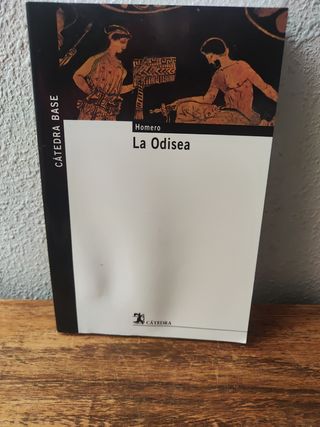 CÁTEDRA BASE
Homero
La Odisea
CÁTEDRA